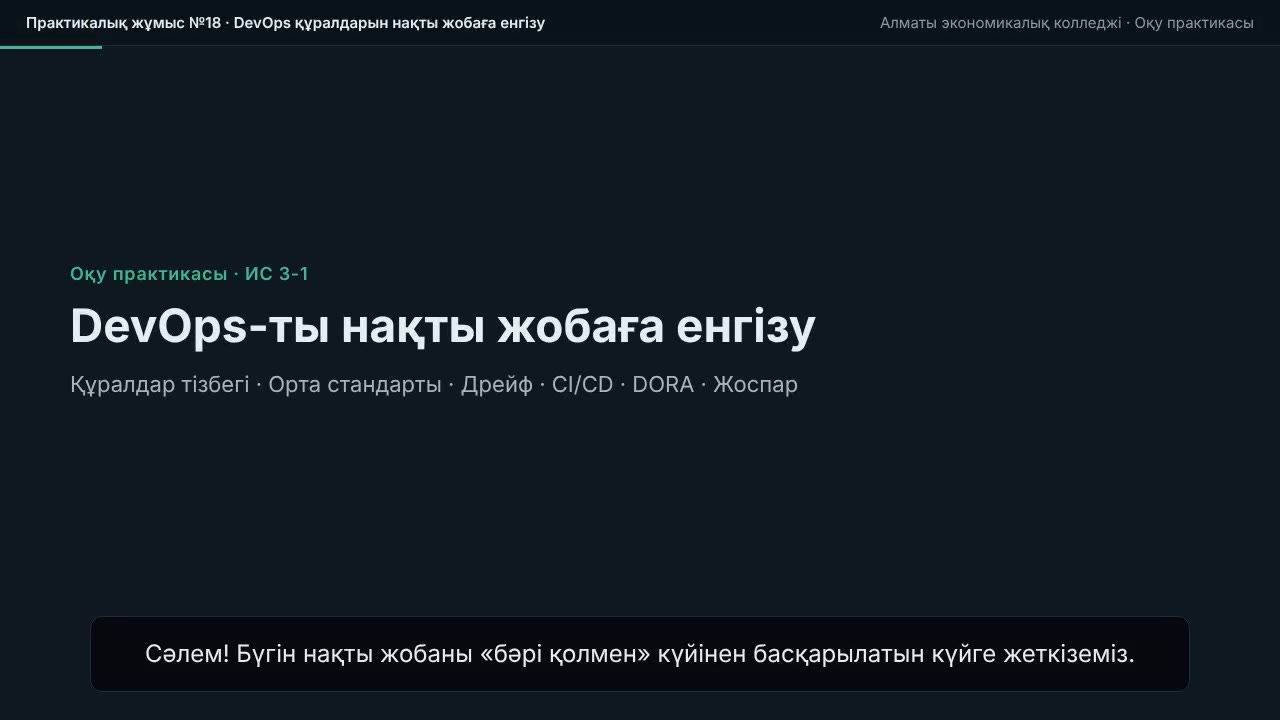 Практикалық жұмыс №18 · DevOps құралдарын нақты жобаға енгізу
Алматы экономикалық колледжі · Оқу практикасы
Оқу практикасы · ИС 3-1
DevOps-ты нақты жобаға енгізу
Құралдар тізбегі · Орта стандарты · Дрейф · CI/CD · DORA · Жоспар
Сәлем! Бүгін нақты жобаны «бәрі қолмен» күйінен басқарылатын күйге жеткіземіз.